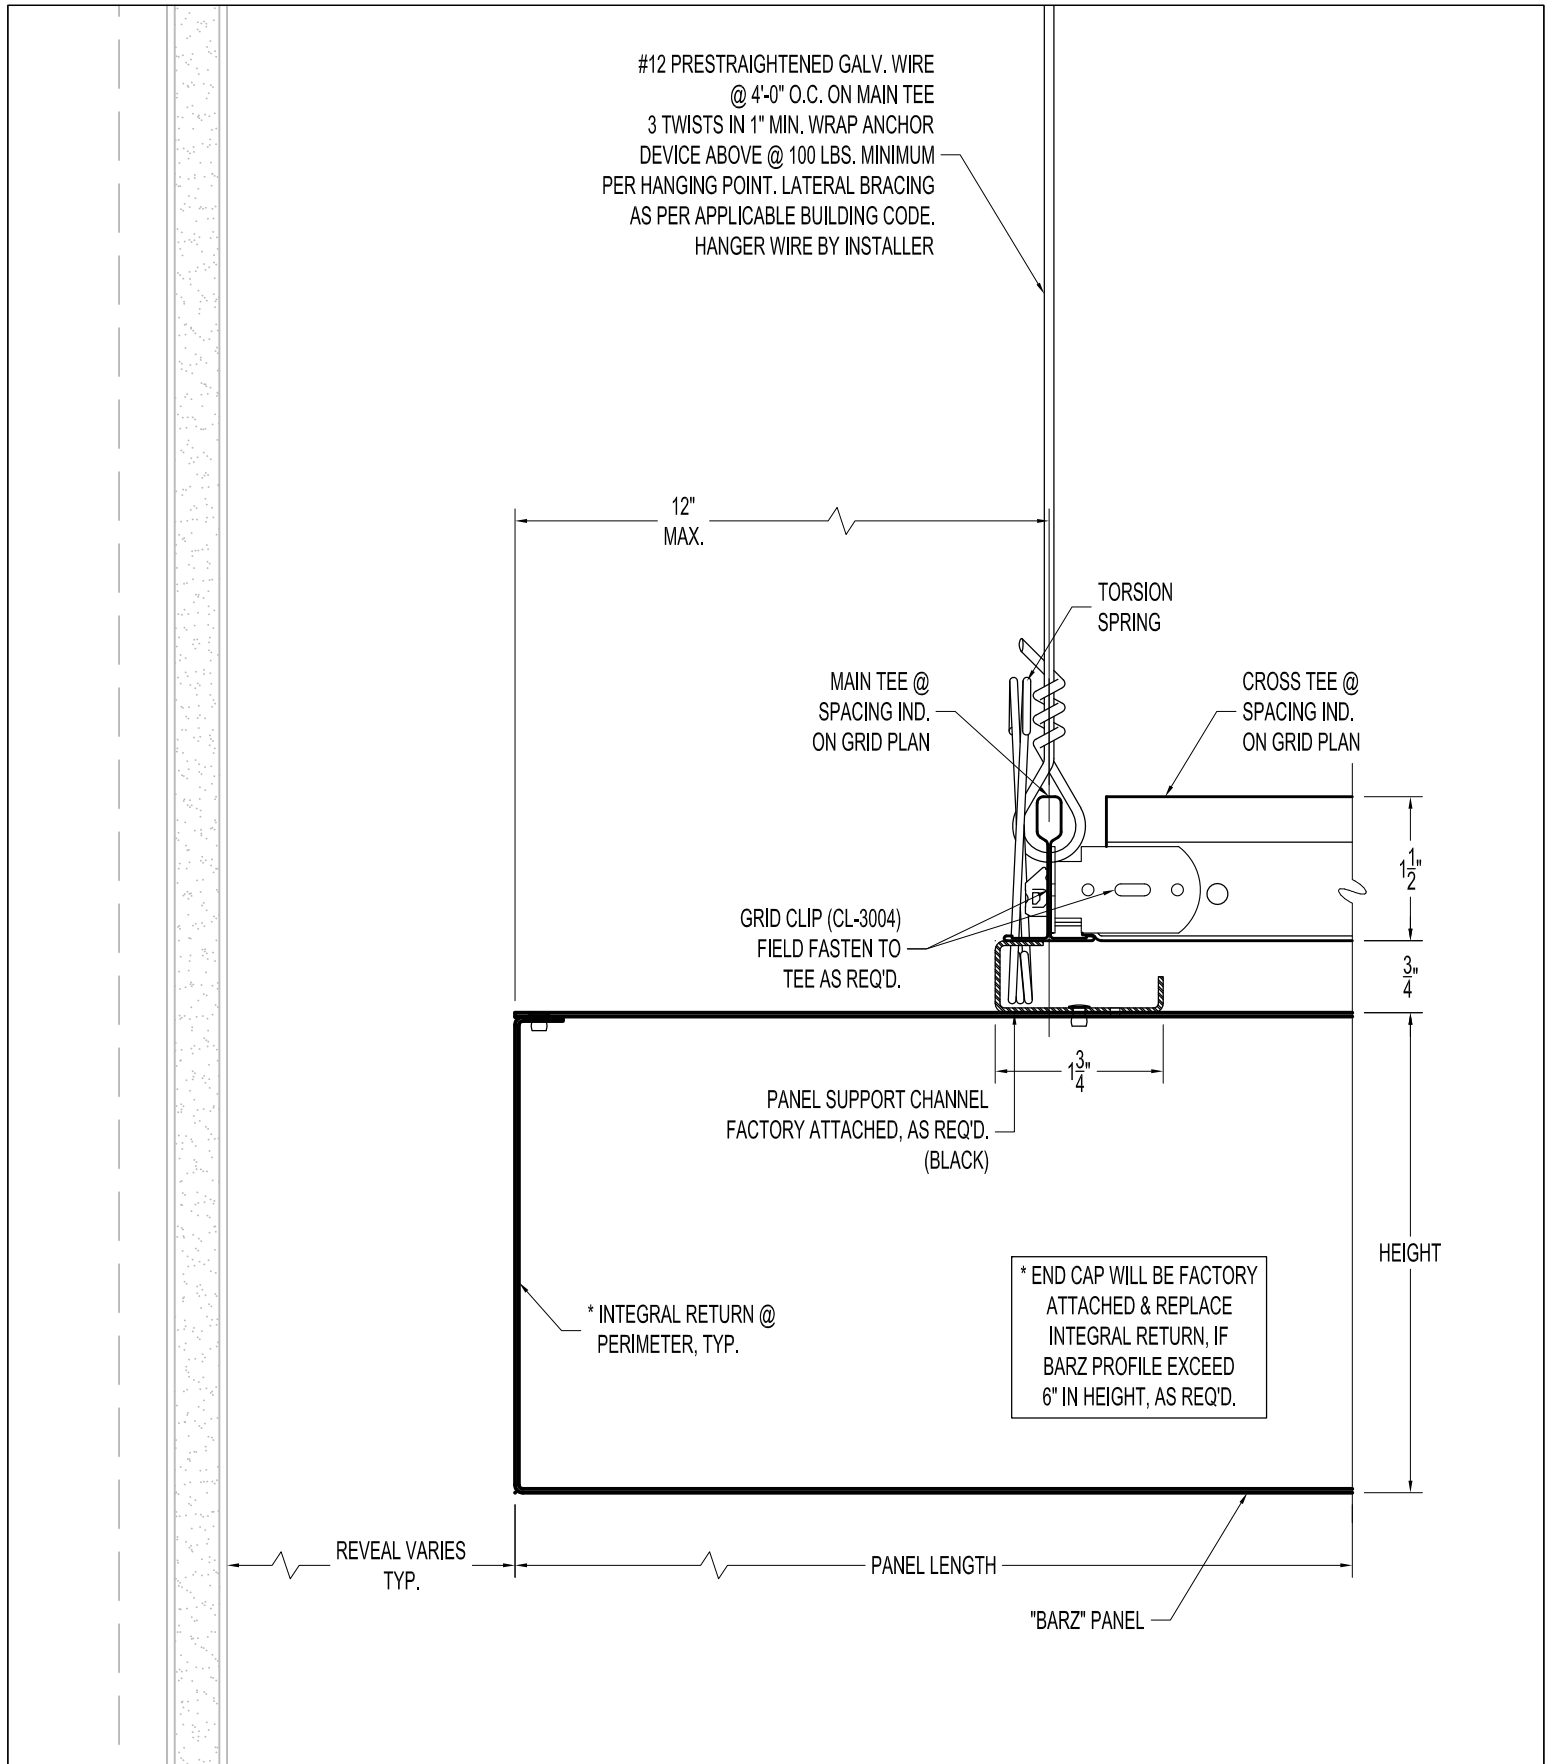 #12 PRESTRAIGHTENED GALV. WIRE
@ 4'-0" O.C. ON MAIN TEE
3 TWISTS IN 1" MIN. WRAP ANCHOR
DEVICE ABOVE @ 100 LBS. MINIMUM
PER HANGING POINT. LATERAL BRACING
AS PER APPLICABLE BUILDING CODE.
HANGER WIRE BY INSTALLER
12"
MAX.
TORSION
SPRING
MAIN TEE @
SPACING IND.
ON GRID PLAN
CROSS TEE @
SPACING IND.
ON GRID PLAN
1 1/2"
GRID CLIP (CL-3004)
FIELD FASTEN TO
TEE AS REQ'D.
3/4"
1 3/4"
PANEL SUPPORT CHANNEL
FACTORY ATTACHED, AS REQ'D.
(BLACK)
HEIGHT
* END CAP WILL BE FACTORY
ATTACHED & REPLACE
INTEGRAL RETURN, IF
BARZ PROFILE EXCEED
6" IN HEIGHT, AS REQ'D.
* INTEGRAL RETURN @
PERIMETER, TYP.
REVEAL VARIES
TYP.
PANEL LENGTH
"BARZ" PANEL